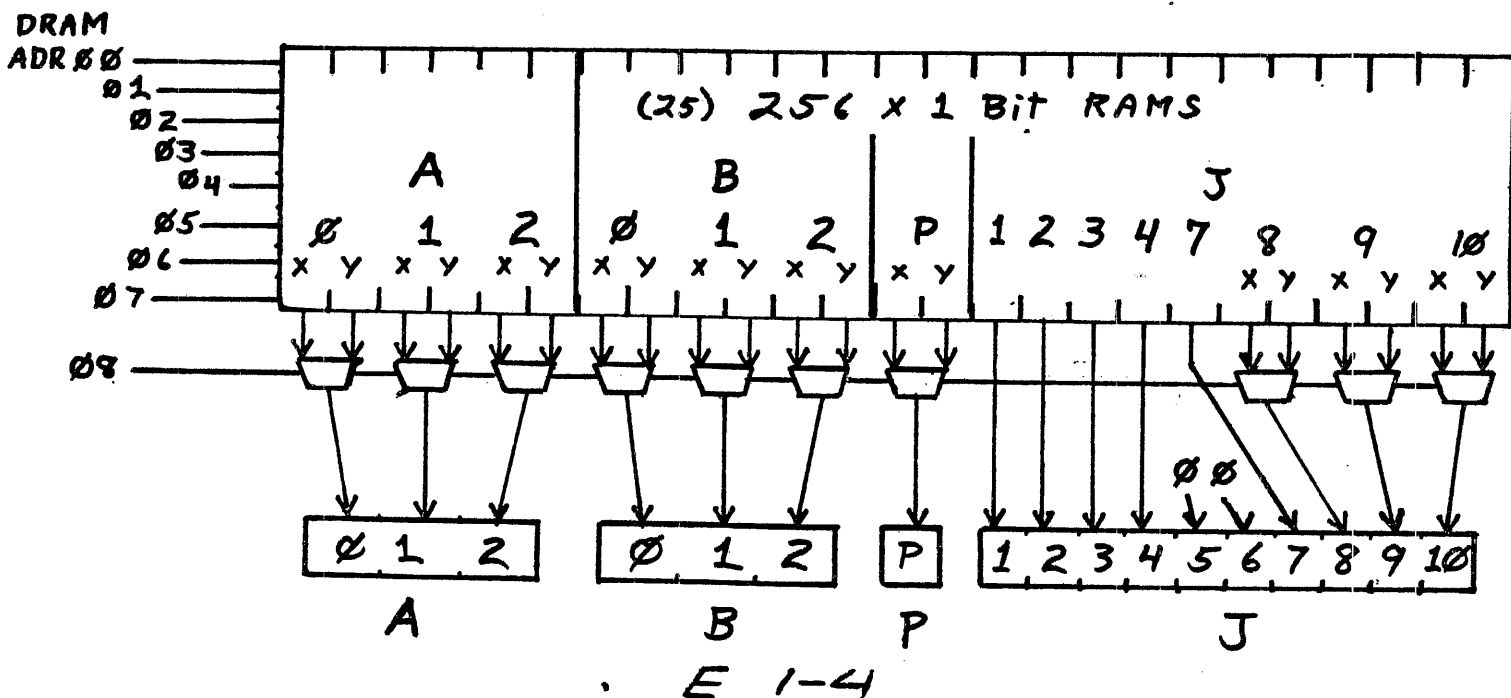 DRAM
ADR ØØ
Ø1
(25) 256 x 1 Bit RAMS
Ø2
Ø3
Ø4
A B J
Ø5
Ø 1 2 Ø 1 2 P 1 2 3 4 7 8 9 1Ø
Ø6
X Y X Y X Y X Y X Y X Y X Y X Y X Y X Y
Ø7
Ø8
Ø Ø
Ø 1 2 Ø 1 2 P 1 2 3 4 5 6 7 8 9 1Ø
A B P J
E 1-4